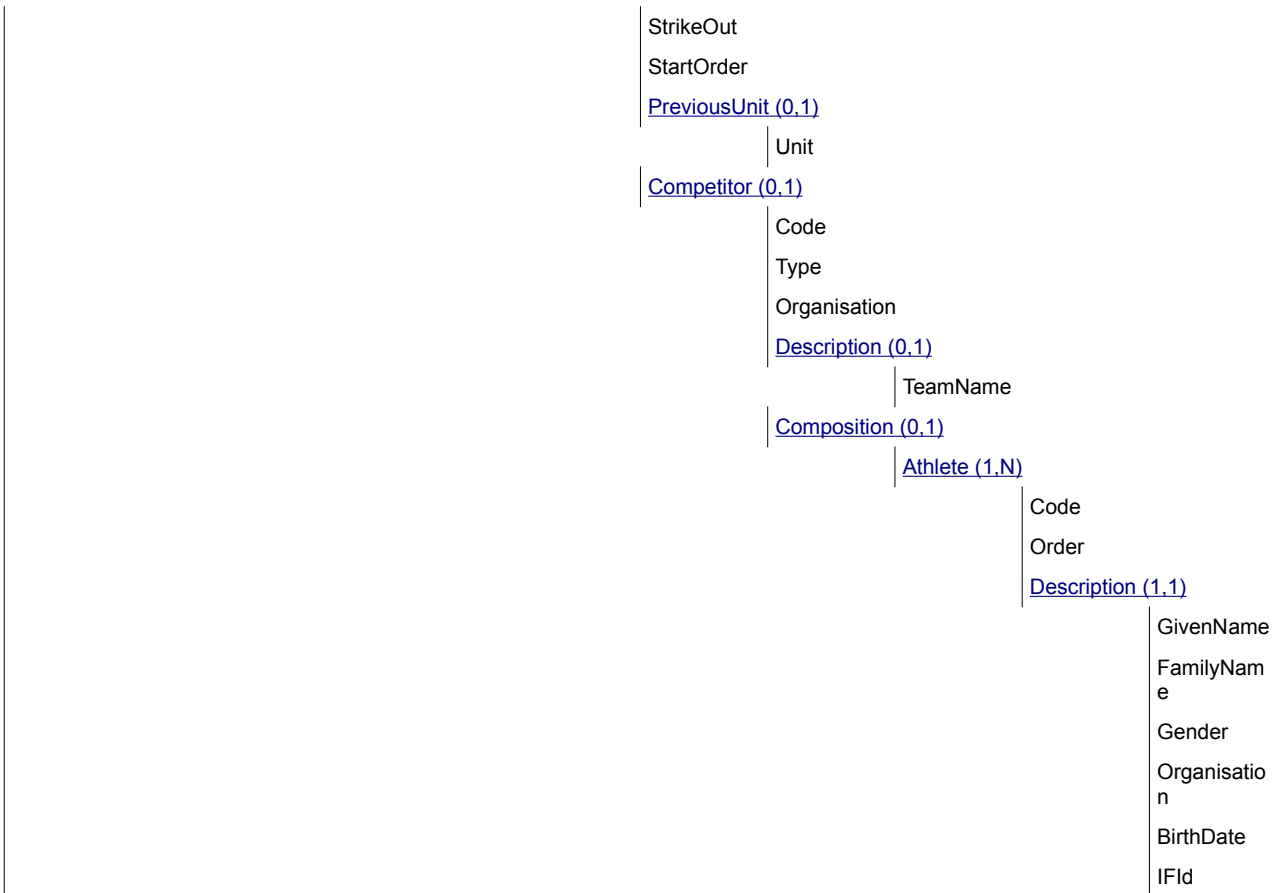 StrikeOut
StartOrder
PreviousUnit (0,1)
Unit
Competitor (0,1)
Code
Type
Organisation
Description (0,1)
TeamName
Composition (0,1)
Athlete (1,N)
Code
Order
Description (1,1)
GivenName
FamilyNam
e
Gender
Organisatio
n
BirthDate
IFId